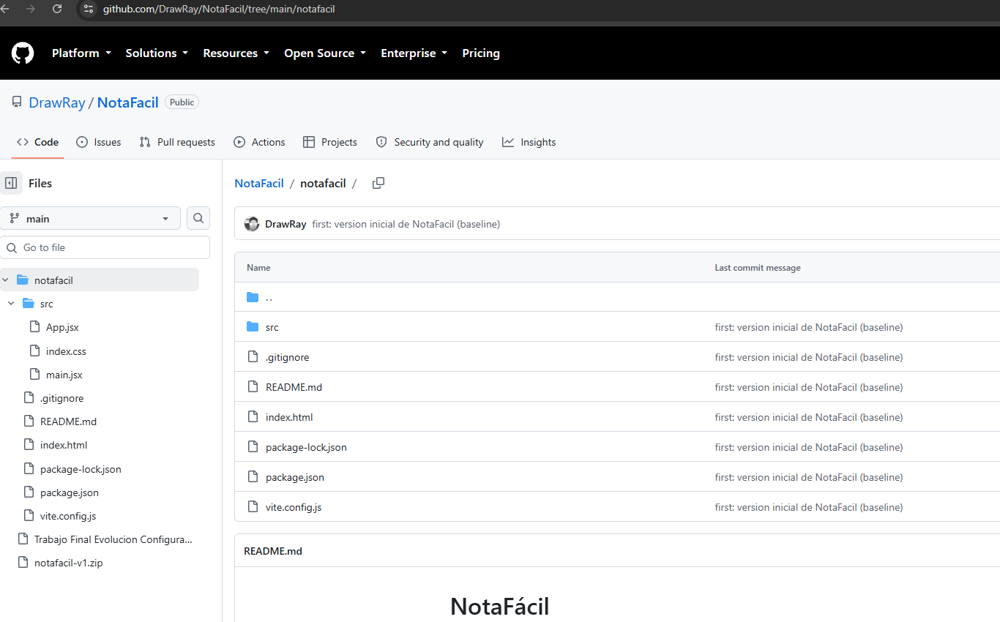 github.com/DrawRay/NotaFacil/tree/main/notafacil
Platform Solutions Resources Open Source Enterprise Pricing
DrawRay / NotaFacil Public
Code Issues Pull requests Actions Projects Security and quality Insights
Files
main
Go to file
notafacil
src
App.jsx
index.css
main.jsx
.gitignore
README.md
index.html
package-lock.json
package.json
vite.config.js
Trabajo Final Evolucion Configura...
notafacil-v1.zip
NotaFacil / notafacil /
DrawRay first: version inicial de NotaFacil (baseline)
Name Last commit message
..
src first: version inicial de NotaFacil (baseline)
.gitignore first: version inicial de NotaFacil (baseline)
README.md first: version inicial de NotaFacil (baseline)
index.html first: version inicial de NotaFacil (baseline)
package-lock.json first: version inicial de NotaFacil (baseline)
package.json first: version inicial de NotaFacil (baseline)
vite.config.js first: version inicial de NotaFacil (baseline)
README.md
NotaFácil